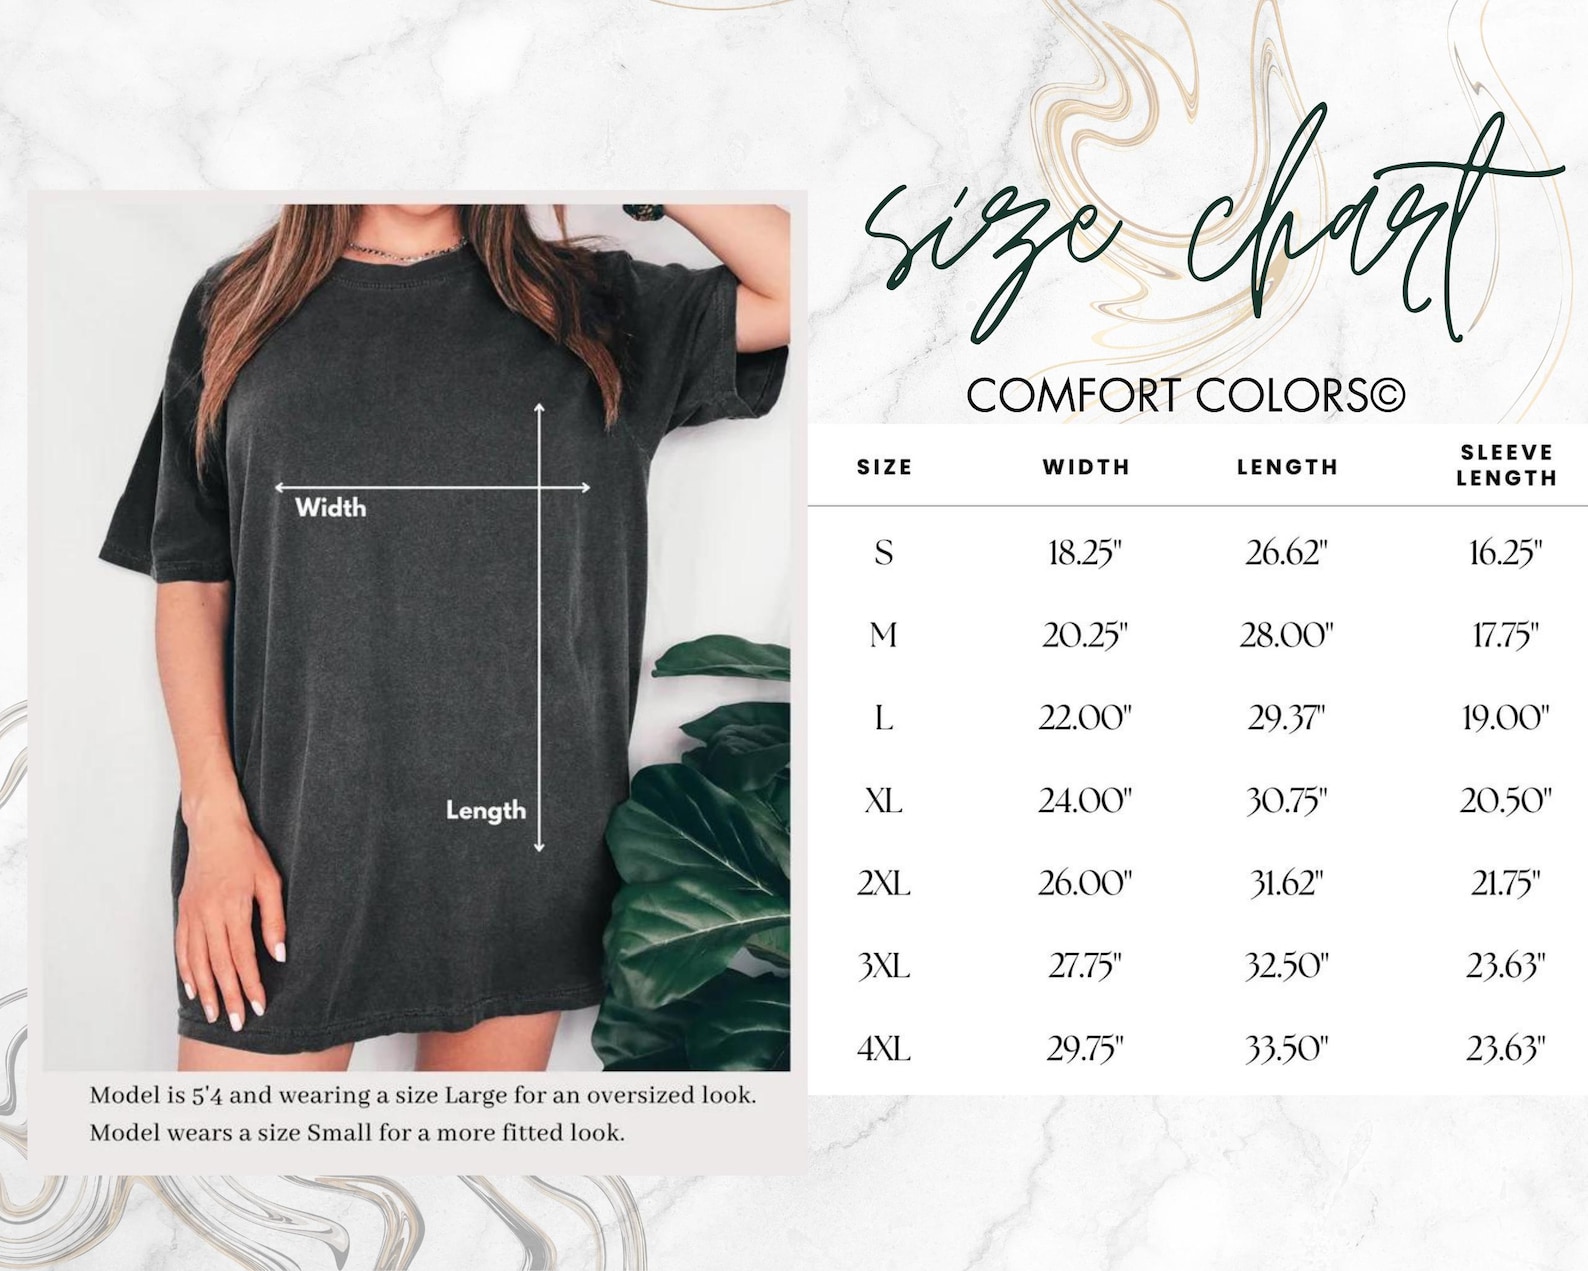 size chart
COMFORT COLORS©
SIZE WIDTH LENGTH SLEEVE LENGTH
S 18.25" 26.62" 16.25"
M 20.25" 28.00" 17.75"
L 22.00" 29.37" 19.00"
XL 24.00" 30.75" 20.50"
2XL 26.00" 31.62" 21.75"
3XL 27.75" 32.50" 23.63"
4XL 29.75" 33.50" 23.63"
Width
Length
Model is 5'4 and wearing a size Large for an oversized look.
Model wears a size Small for a more fitted look.